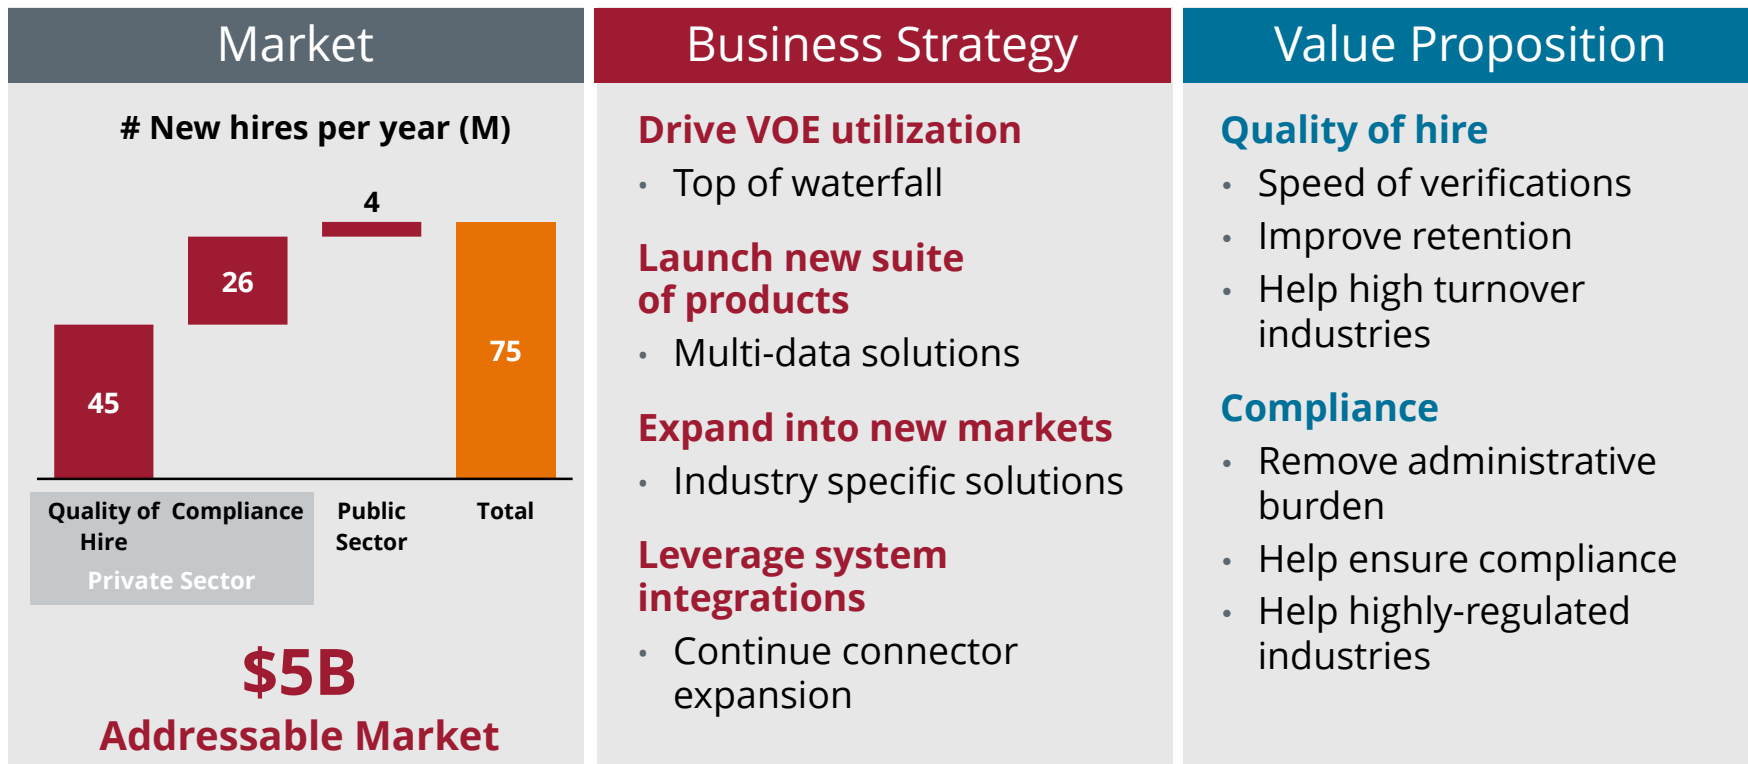 Market
# New hires per year (M)
4
26
75
45
Quality of Hire
Compliance
Public Sector
Total
Private Sector
$5B
Addressable Market
Business Strategy
Drive VOE utilization
• Top of waterfall
Launch new suite
of products
• Multi-data solutions
Expand into new markets
• Industry specific solutions
Leverage system
integrations
• Continue connector
expansion
Value Proposition
Quality of hire
• Speed of verifications
• Improve retention
• Help high turnover
industries
Compliance
• Remove administrative
burden
• Help ensure compliance
• Help highly-regulated
industries